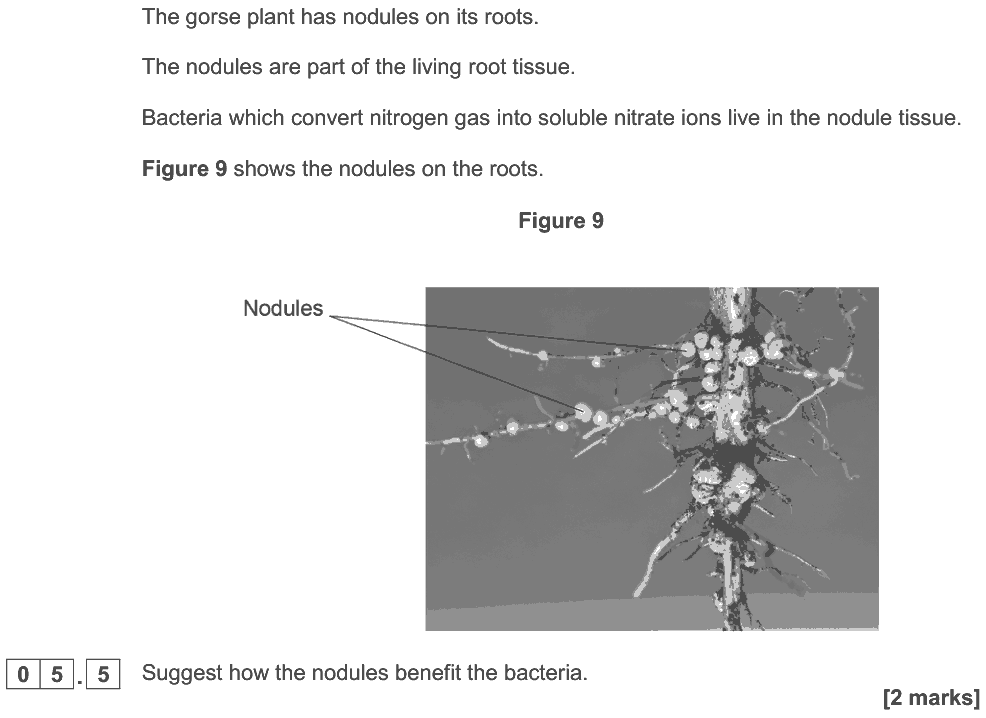 The gorse plant has nodules on its roots.
The nodules are part of the living root tissue.
Bacteria which convert nitrogen gas into soluble nitrate ions live in the nodule tissue.
Figure 9 shows the nodules on the roots.
Figure 9
Nodules
0 5 . 5 Suggest how the nodules benefit the bacteria.
[2 marks]